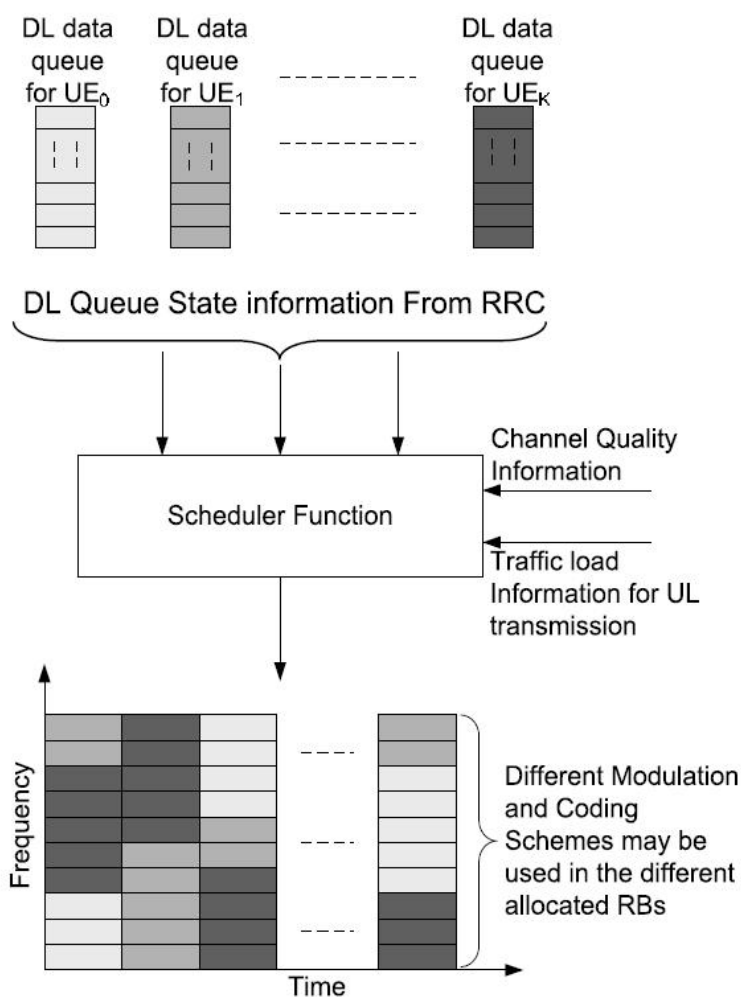 DL data
queue
for UE₀
DL data
queue
for UE₁
DL data
queue
for UEₖ
DL Queue State information From RRC
Channel Quality
Information
Scheduler Function
Traffic load
Information for UL
transmission
Frequency
Different Modulation
and Coding
Schemes may be
used in the different
allocated RBs
Time